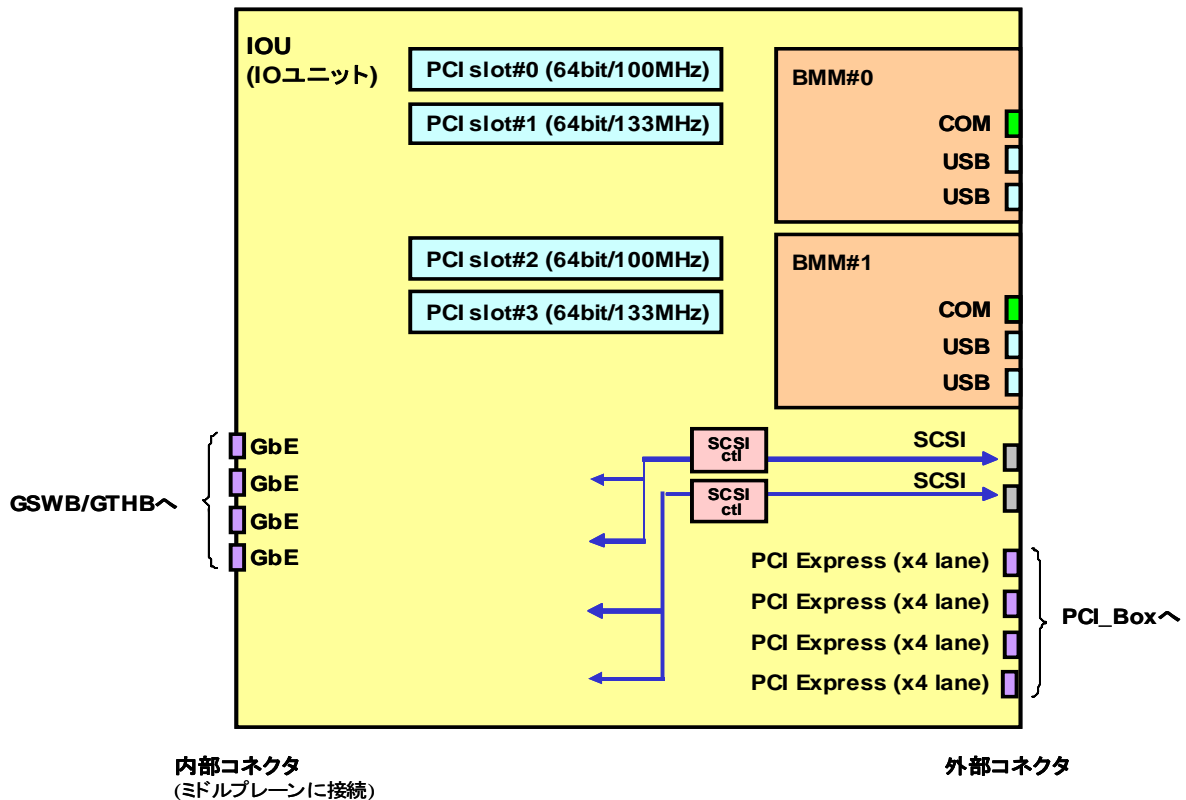 IOU
(IOユニット)
PCI slot#0 (64bit/100MHz)
PCI slot#1 (64bit/133MHz)
BMM#0
COM
USB
USB
PCI slot#2 (64bit/100MHz)
PCI slot#3 (64bit/133MHz)
BMM#1
COM
USB
USB
GSWB/GTHBへ
GbE
GbE
GbE
GbE
SCSI
ctl
SCSI
SCSI
ctl
SCSI
PCI Express (x4 lane)
PCI Express (x4 lane)
PCI Express (x4 lane)
PCI Express (x4 lane)
PCI_Boxへ
内部コネクタ
(ミドルプレーンに接続)
外部コネクタ